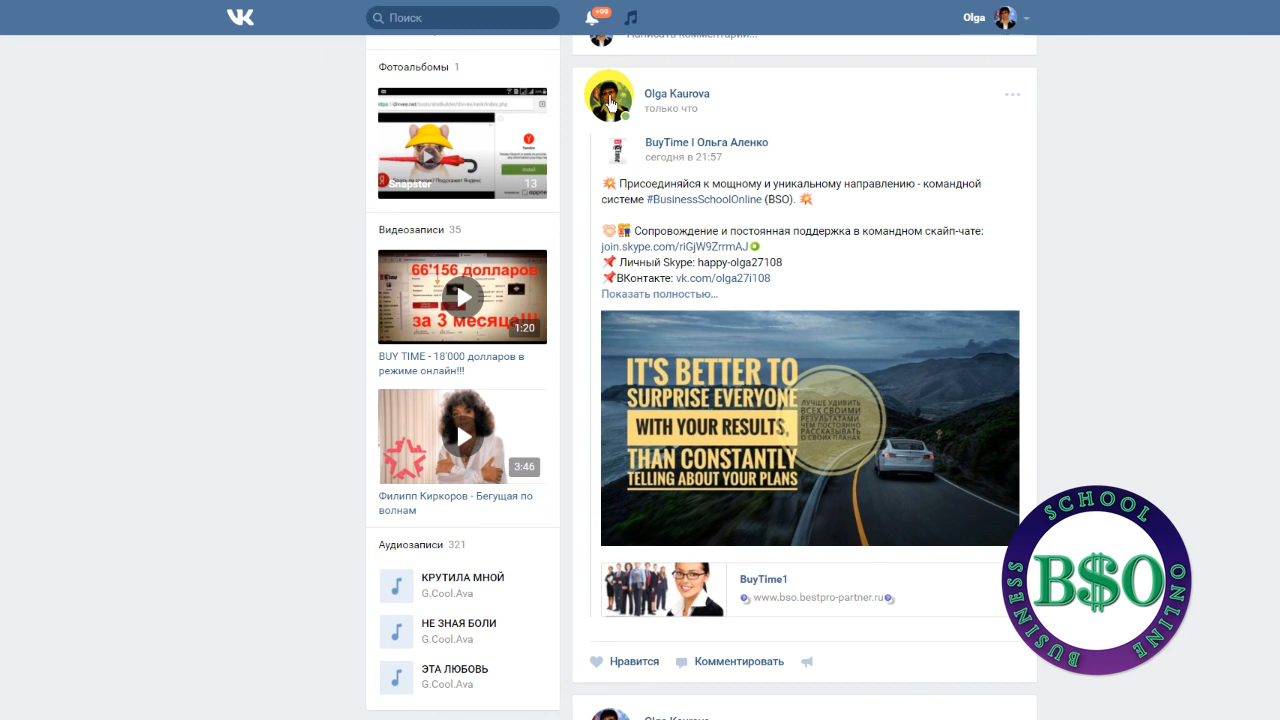 Поиск
+99
Olga
Фотоальбомы 1
Snapster
13
Видеозаписи 35
66'156 долларов
за 3 месяца!!!
1:20
BUY TIME - 18'000 долларов в
режиме онлайн!!!
3:46
Филипп Киркоров - Бегущая по
волнам
Аудиозаписи 321
КРУТИЛА МНОЙ
G.Cool.Ava
НЕ ЗНАЯ БОЛИ
G.Cool.Ava
ЭТА ЛЮБОВЬ
G.Cool.Ava
Написать комментарий...
Olga Kaurova
только что
BuyTime I Ольга Аленко
сегодня в 21:57
Присоединяйся к мощному и уникальному направлению - командной
системе #BusinessSchoolOnline (BSO).
Сопровождение и постоянная поддержка в командном скайп-чате:
join.skype.com/riGjW9ZrrmAJ
Личный Skype: happy-olga27108
ВКонтакте: vk.com/olga27i108
Показать полностью…
IT'S BETTER TO
SURPRISE EVERYONE
WITH YOUR RESULTS,
THAN CONSTANTLY
TELLING ABOUT YOUR PLANS
ЛУЧШЕ УДИВИТЬ
ВСЕХ СВОИМИ
РЕЗУЛЬТАТАМИ,
ЧЕМ ПОСТОЯННО
РАССКАЗЫВАТЬ
О СВОИХ ПЛАНАХ
BuyTime1
www.bso.bestpro-partner.ru
Нравится
Комментировать
Olga Kaurova
BUSINESS SCHOOL ONLINE
B$O